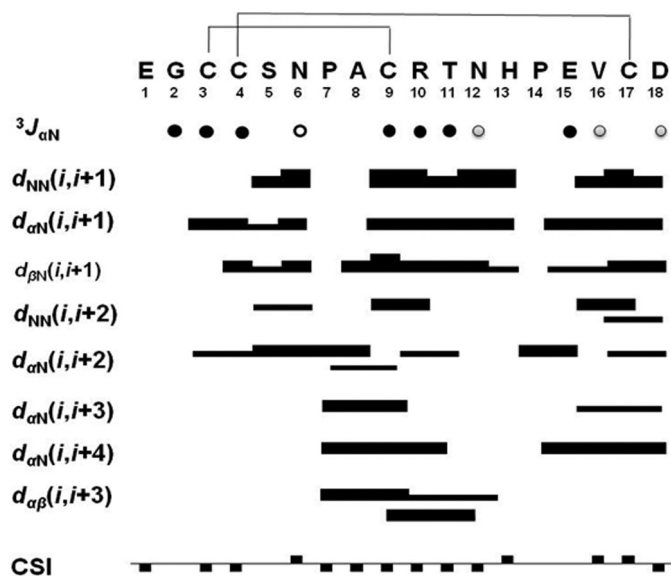 E G C C S N P A C R T N H P E V C D
1 2 3 4 5 6 7 8 9 10 11 12 13 14 15 16 17 18
³JαN
dNN(i,i+1)
dαN(i,i+1)
dβN(i,i+1)
dNN(i,i+2)
dαN(i,i+2)
dαN(i,i+3)
dαN(i,i+4)
dαβ(i,i+3)
CSI